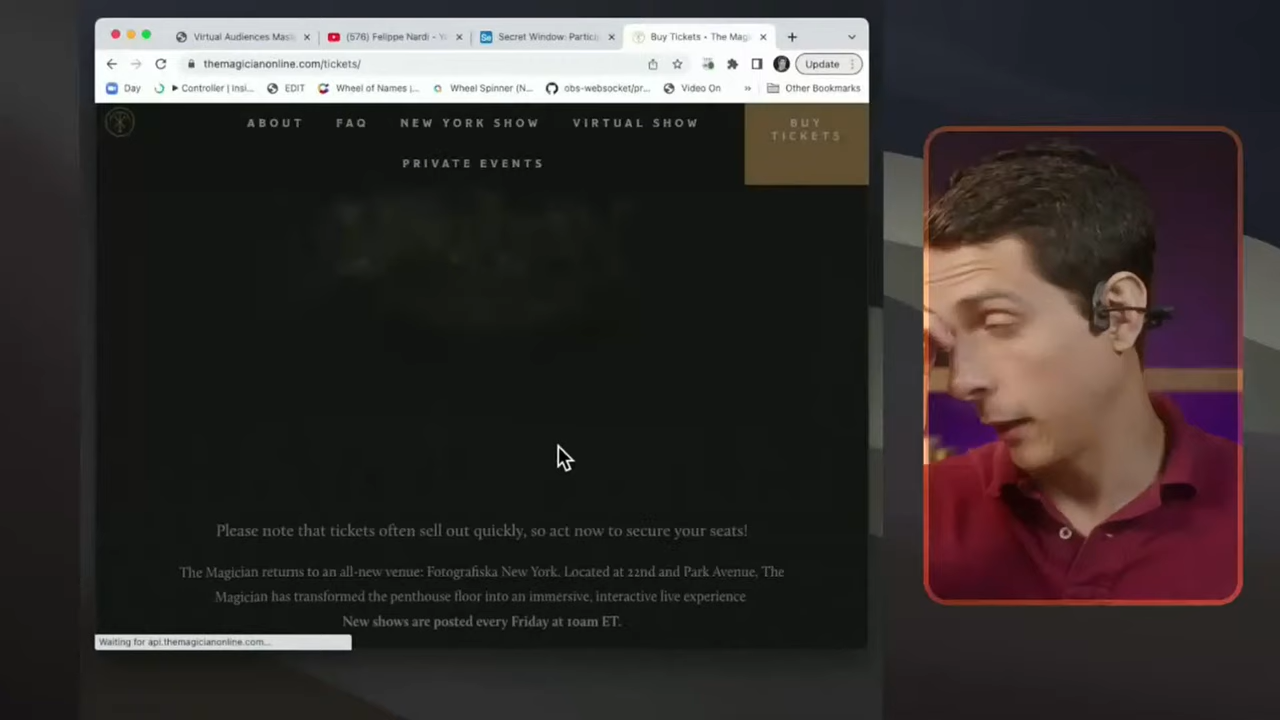 Virtual Audiences Mas
(576) Felippe Nardi - Ya
Secret Window: Partici
Buy Tickets • The Magi
themagicianonline.com/tickets/
Update
Day
Controller | Insi...
EDIT
Wheel of Names |...
Wheel Spinner (N...
obs-websocket/pr...
Video On
»
Other Bookmarks
ABOUT
FAQ
NEW YORK SHOW
VIRTUAL SHOW
BUY
TICKETS
PRIVATE EVENTS
Please note that tickets often sell out quickly, so act now to secure your seats!
The Magician returns to an all-new venue: Fotografiska New York. Located at 22nd and Park Avenue, The
Magician has transformed the penthouse floor into an immersive, interactive live experience
New shows are posted every Friday at 10am ET.
Waiting for api.themagicianonline.com...